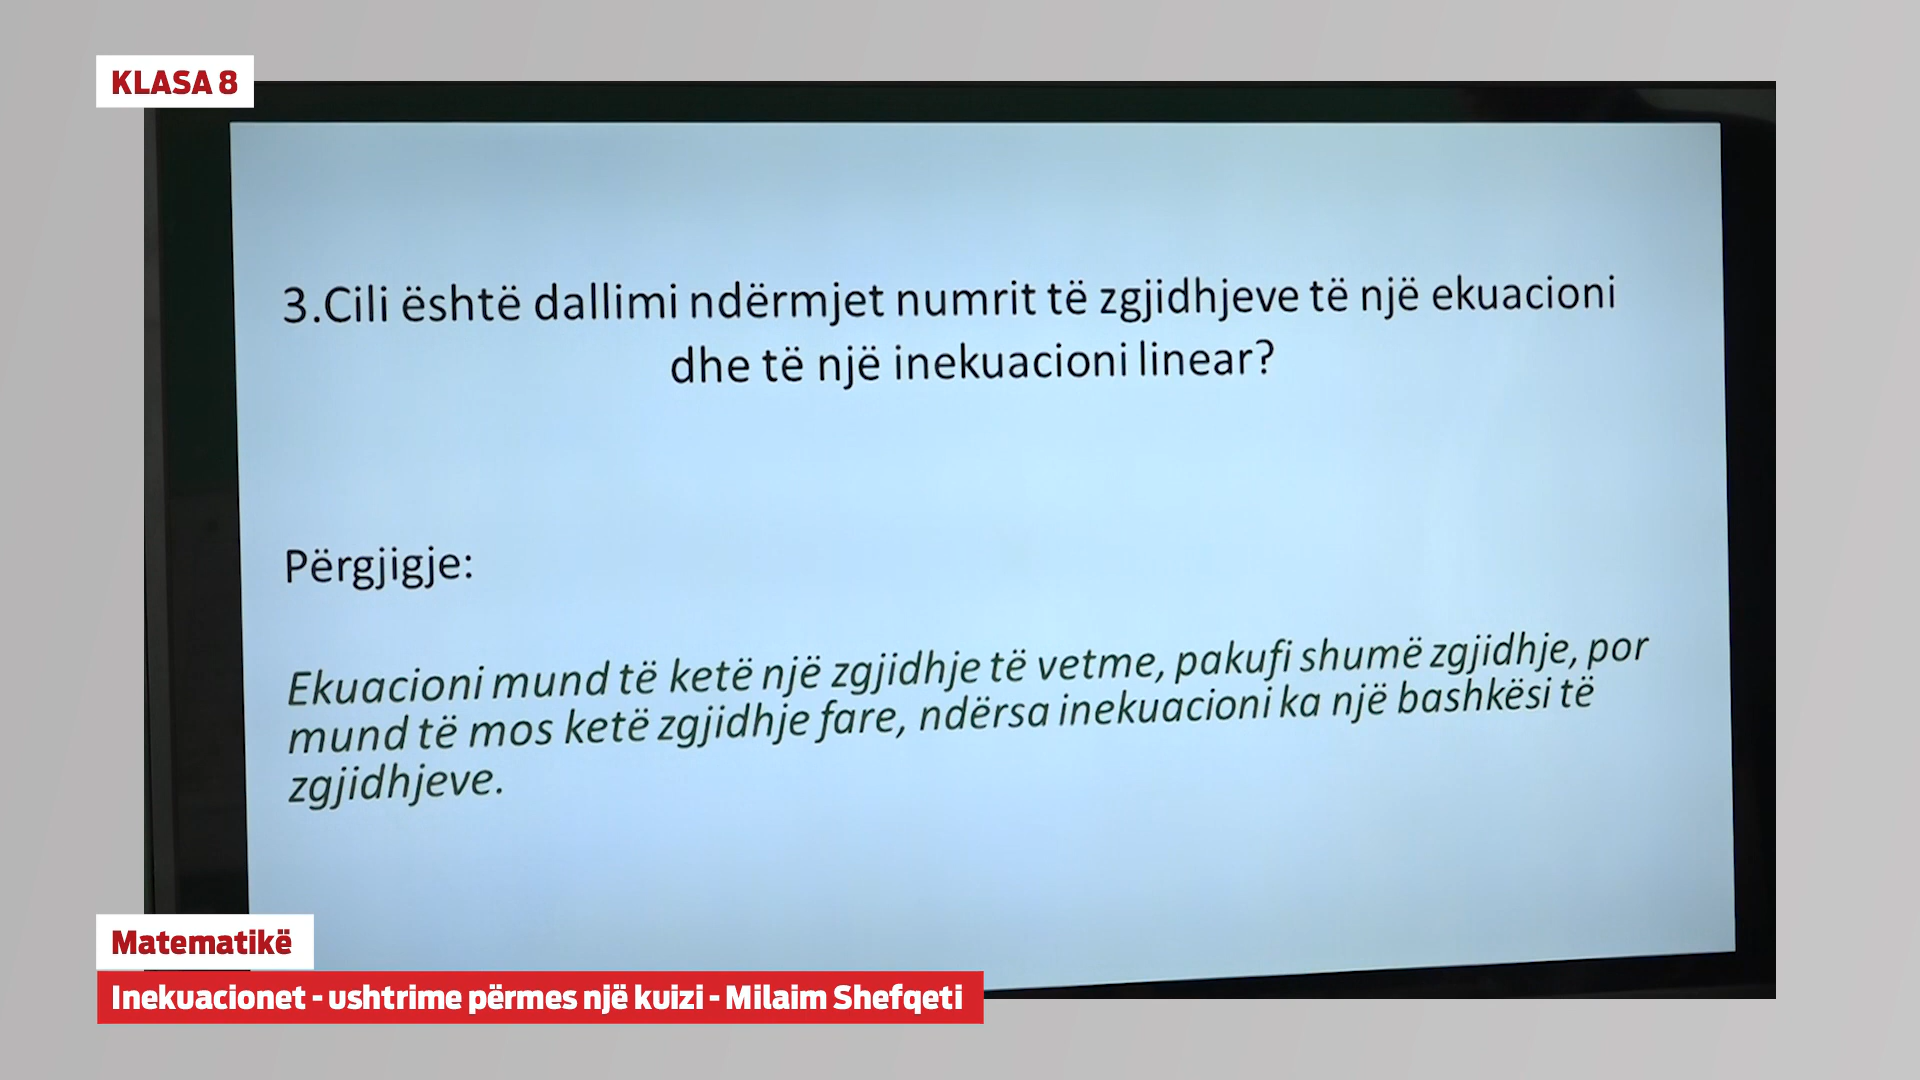 KLASA 8
3.Cili është dallimi ndërmjet numrit të zgjidhjeve të një ekuacioni
dhe të një inekuacioni linear?
Përgjigje:
Ekuacioni mund të ketë një zgjidhje të vetme, pakufi shumë zgjidhje, por
mund të mos ketë zgjidhje fare, ndërsa inekuacioni ka një bashkësi të
zgjidhjeve.
Matematikë
Inekuacionet - ushtrime përmes një kuizi - Milaim Shefqeti